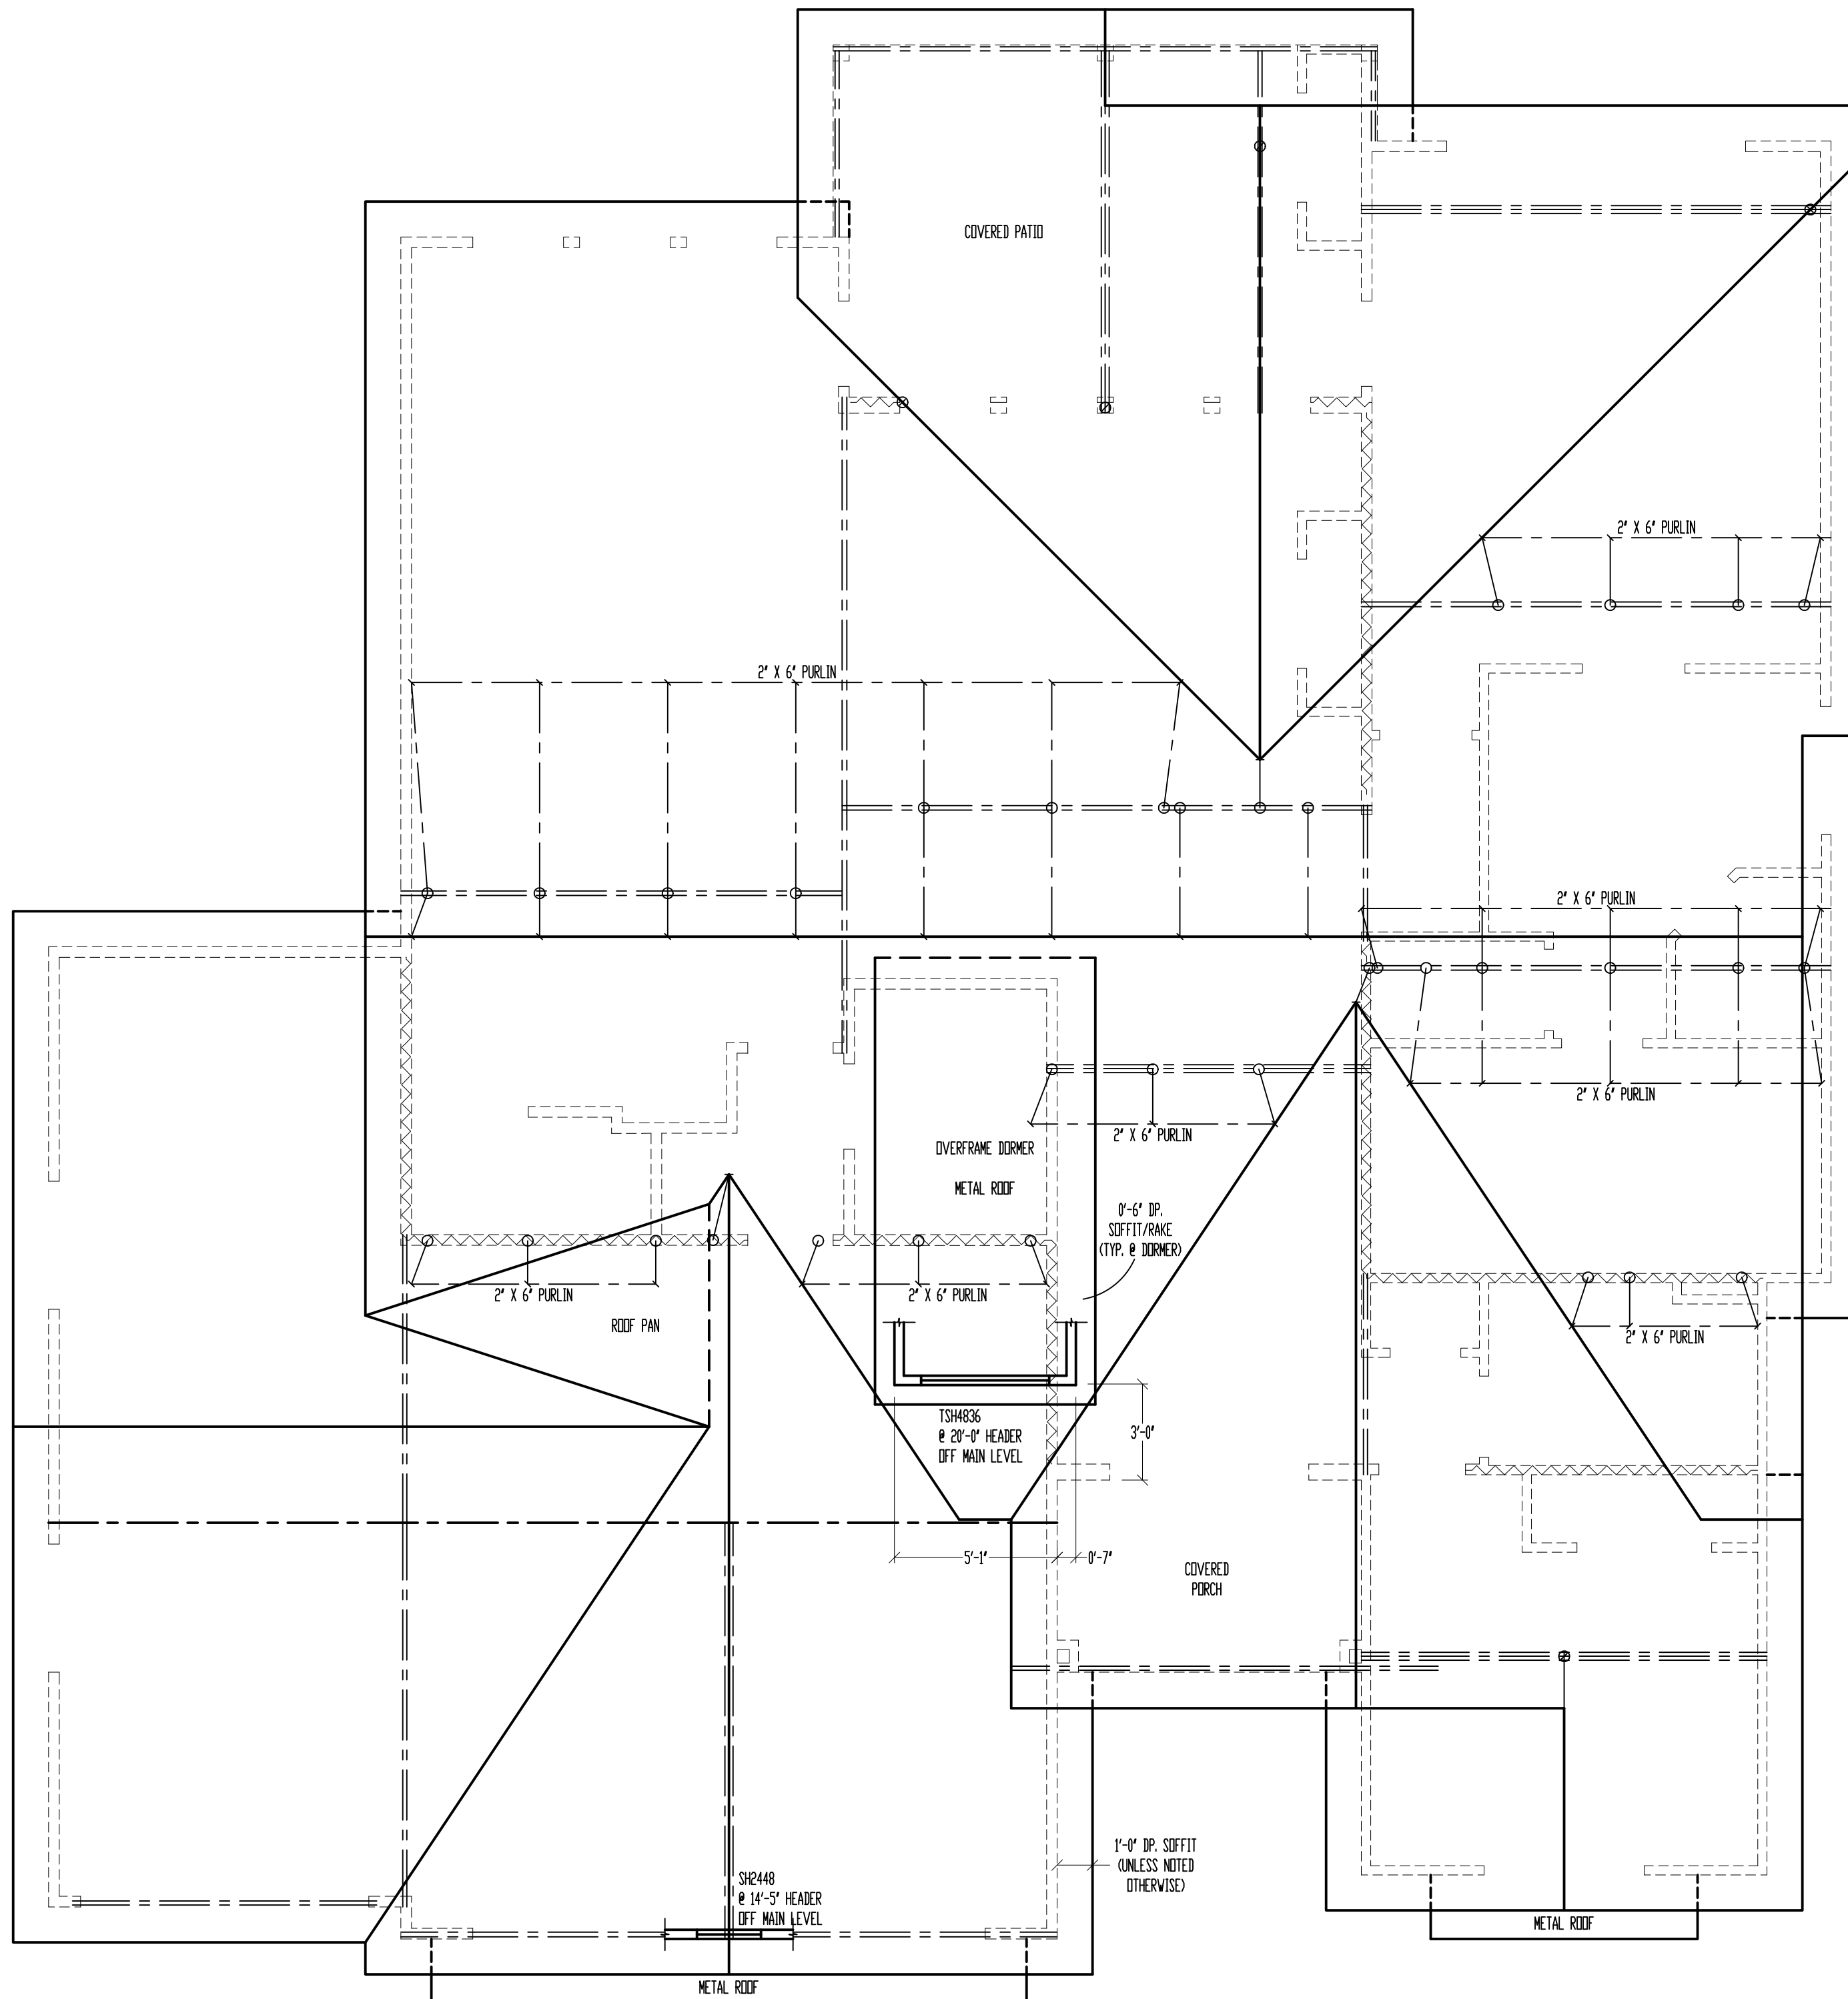 COVERED PATIO
2" X 6" PURLIN
2" X 6" PURLIN
2" X 6" PURLIN
2" X 6" PURLIN
2" X 6" PURLIN
OVERFRAME DORMER
METAL ROOF
0'-6" DP.
SOFFIT/RAKE
(TYP. @ DORMER)
2" X 6" PURLIN
2" X 6" PURLIN
ROOF PAN
2" X 6" PURLIN
TSH4836
@ 20'-0" HEADER
OFF MAIN LEVEL
3'-0"
5'-1"
0'-7"
COVERED
PORCH
1'-0" DP. SOFFIT
(UNLESS NOTED
OTHERWISE)
SH2448
@ 14'-5" HEADER
OFF MAIN LEVEL
METAL ROOF
METAL ROOF